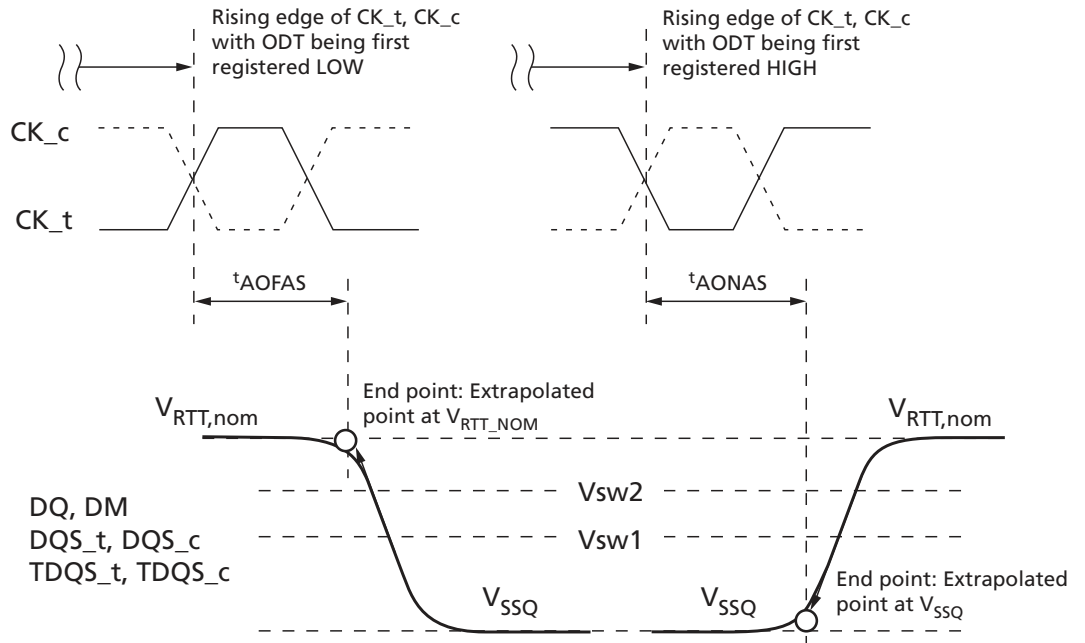 Rising edge of CK_t, CK_c
with ODT being first
registered LOW
Rising edge of CK_t, CK_c
with ODT being first
registered HIGH
CK_c
CK_t
tAOFAS
tAONAS
End point: Extrapolated
point at VRTT_NOM
VRTT,nom
VRTT,nom
Vsw2
DQ, DM
DQS_t, DQS_c
TDQS_t, TDQS_c
Vsw1
VSSQ
VSSQ
End point: Extrapolated
point at VSSQ